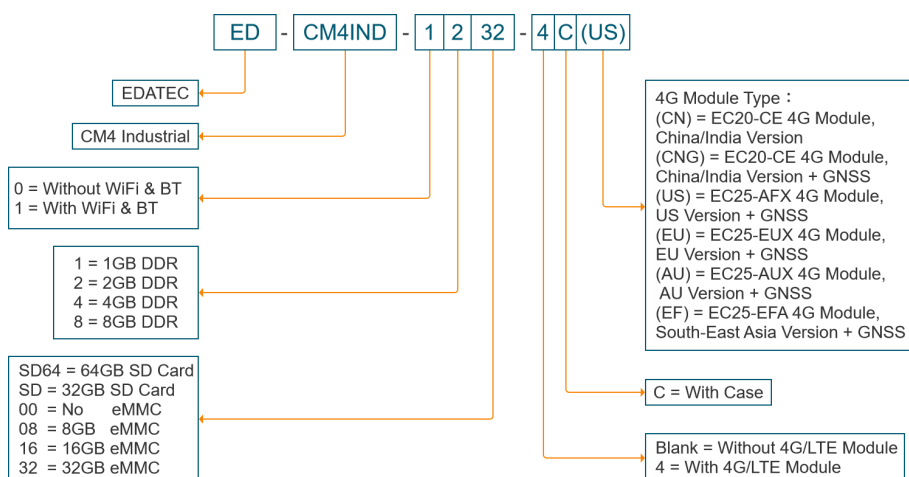 ED - CM4IND - 1 2 32 - 4 C (US)
EDATEC
CM4 Industrial
0 = Without WiFi & BT
1 = With WiFi & BT
1 = 1GB DDR
2 = 2GB DDR
4 = 4GB DDR
8 = 8GB DDR
SD64 = 64GB SD Card
SD = 32GB SD Card
00 = No eMMC
08 = 8GB eMMC
16 = 16GB eMMC
32 = 32GB eMMC
4G Module Type：
(CN) = EC20-CE 4G Module,
China/India Version
(CNG) = EC20-CE 4G Module,
China/India Version + GNSS
(US) = EC25-AFX 4G Module,
US Version + GNSS
(EU) = EC25-EUX 4G Module,
EU Version + GNSS
(AU) = EC25-AUX 4G Module,
AU Version + GNSS
(EF) = EC25-EFA 4G Module,
South-East Asia Version + GNSS
C = With Case
Blank = Without 4G/LTE Module
4 = With 4G/LTE Module